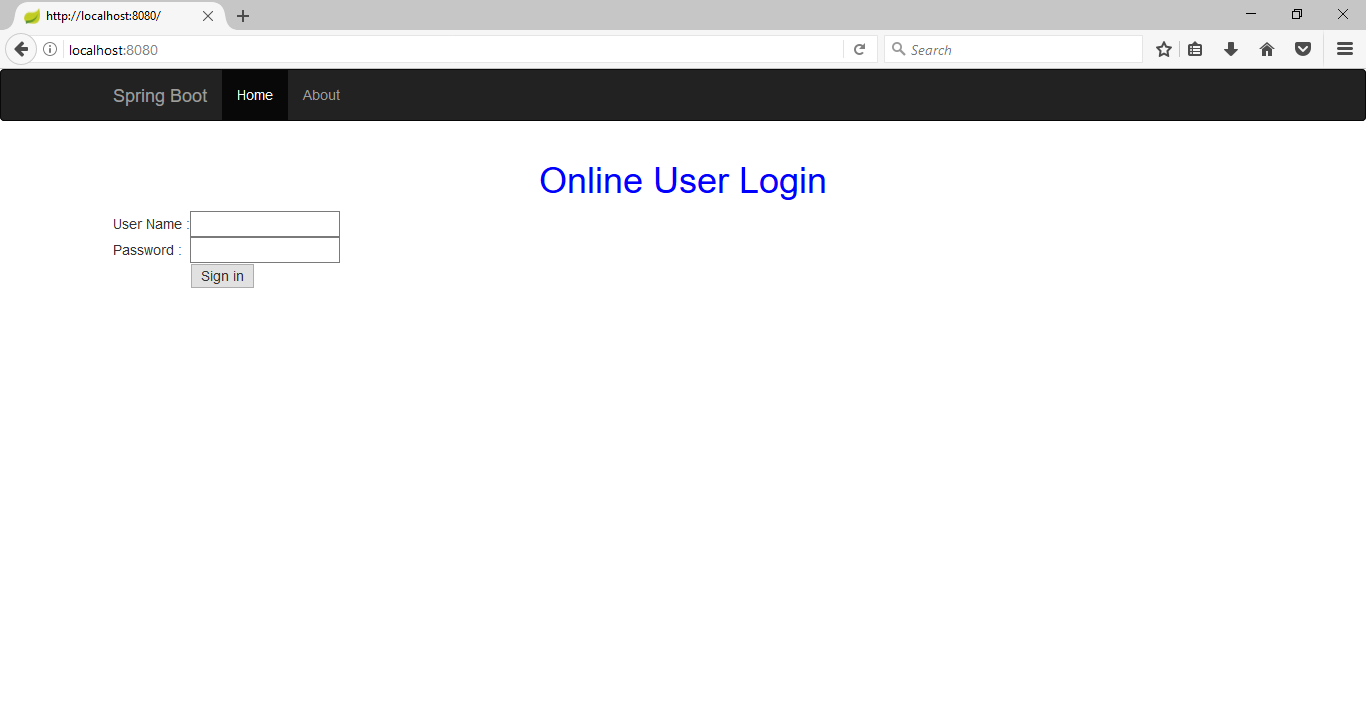 http://localhost:8080/
localhost:8080
Search
Spring Boot Home About
Online User Login
User Name :
Password :
Sign in